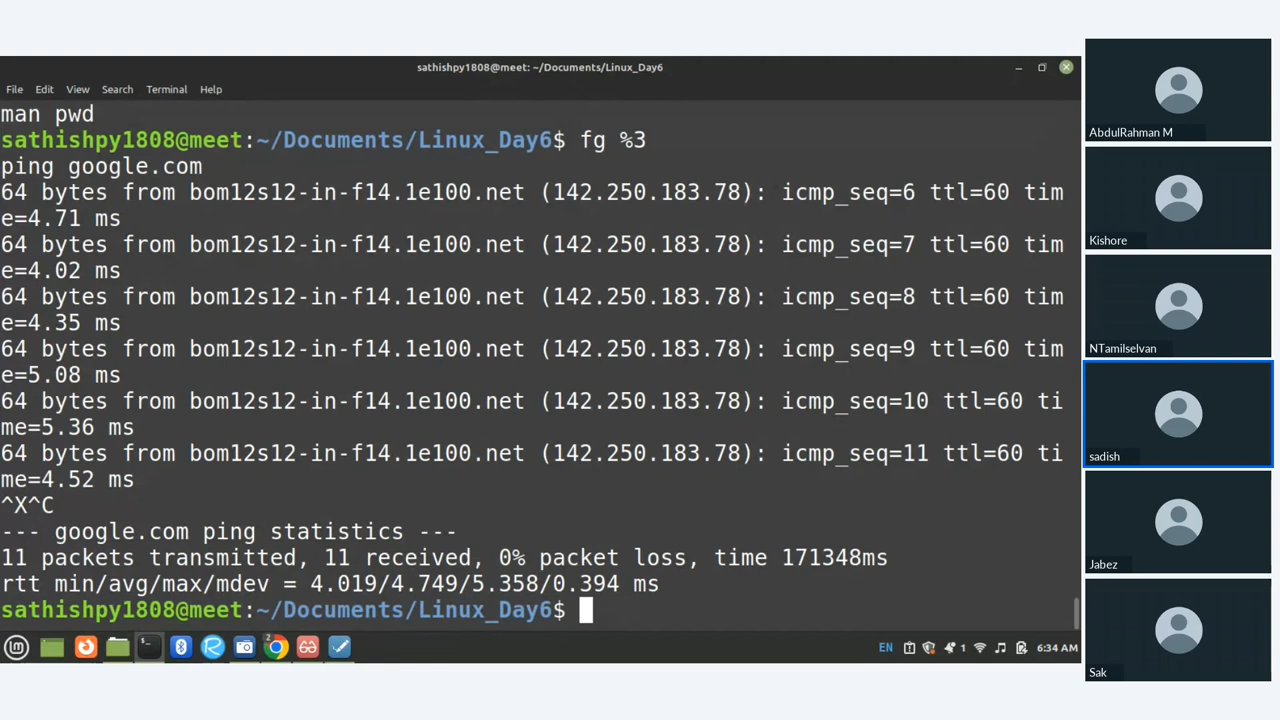 sathishpy1808@meet: ~/Documents/Linux_Day6
File Edit View Search Terminal Help
man pwd
sathishpy1808@meet:~/Documents/Linux_Day6$ fg %3
ping google.com
64 bytes from bom12s12-in-f14.1e100.net (142.250.183.78): icmp_seq=6 ttl=60 tim
e=4.71 ms
64 bytes from bom12s12-in-f14.1e100.net (142.250.183.78): icmp_seq=7 ttl=60 tim
e=4.02 ms
64 bytes from bom12s12-in-f14.1e100.net (142.250.183.78): icmp_seq=8 ttl=60 tim
e=4.35 ms
64 bytes from bom12s12-in-f14.1e100.net (142.250.183.78): icmp_seq=9 ttl=60 tim
e=5.08 ms
64 bytes from bom12s12-in-f14.1e100.net (142.250.183.78): icmp_seq=10 ttl=60 ti
me=5.36 ms
64 bytes from bom12s12-in-f14.1e100.net (142.250.183.78): icmp_seq=11 ttl=60 ti
me=4.52 ms
^X^C
--- google.com ping statistics ---
11 packets transmitted, 11 received, 0% packet loss, time 171348ms
rtt min/avg/max/mdev = 4.019/4.749/5.358/0.394 ms
sathishpy1808@meet:~/Documents/Linux_Day6$
2
EN 1 6:34 AM
AbdulRahman M
Kishore
NTamilselvan
sadish
Jabez
Sak